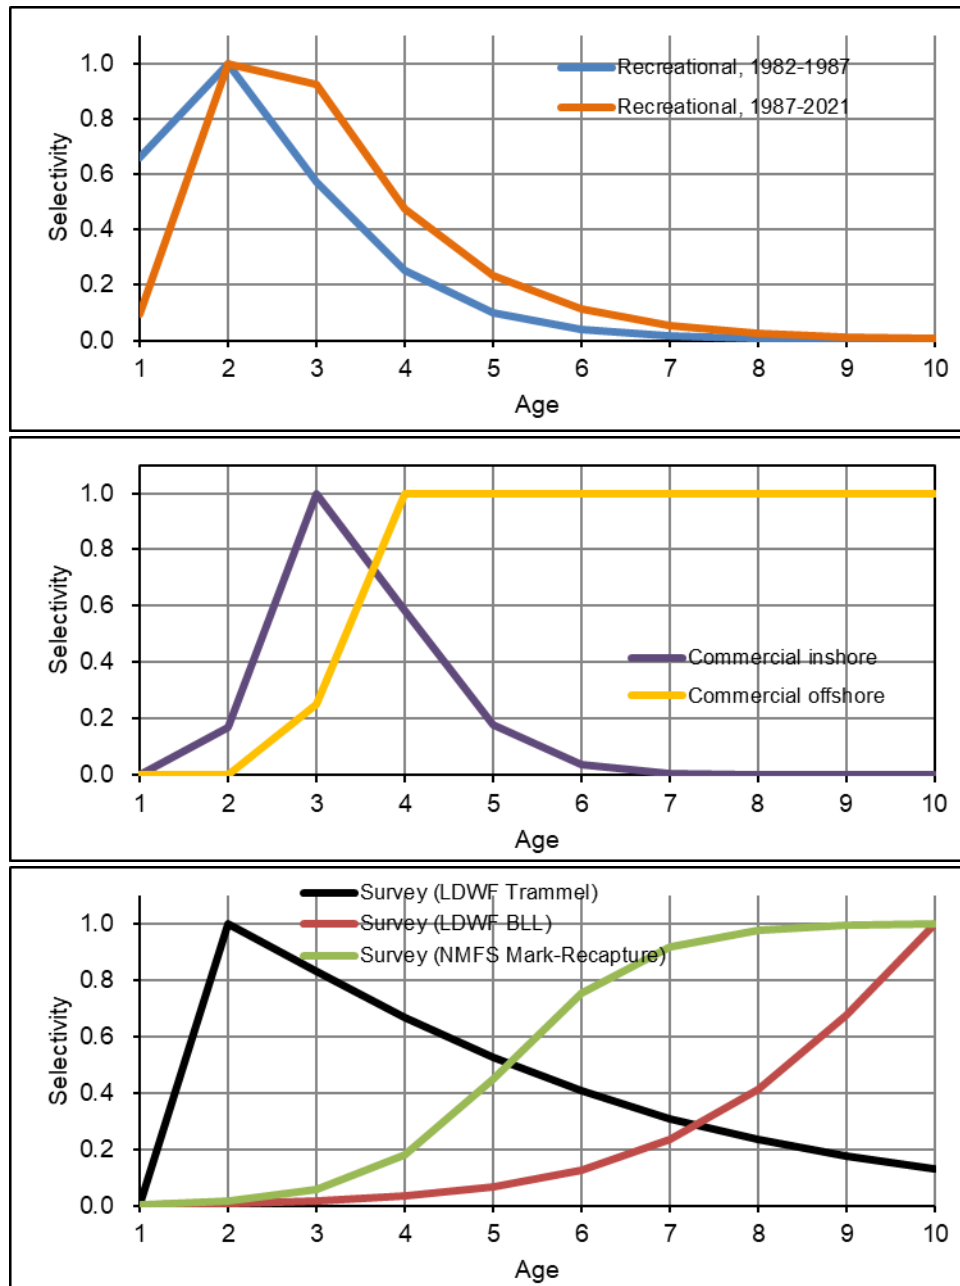 Recreational, 1982-1987
Recreational, 1987-2021
Selectivity
1.0
0.8
0.6
0.4
0.2
0.0
1 2 3 4 5 6 7 8 9 10
Age
Commercial inshore
Commercial offshore
Selectivity
1.0
0.8
0.6
0.4
0.2
0.0
1 2 3 4 5 6 7 8 9 10
Age
Survey (LDWF Trammel)
Survey (LDWF BLL)
Survey (NMFS Mark-Recapture)
Selectivity
1.0
0.8
0.6
0.4
0.2
0.0
1 2 3 4 5 6 7 8 9 10
Age